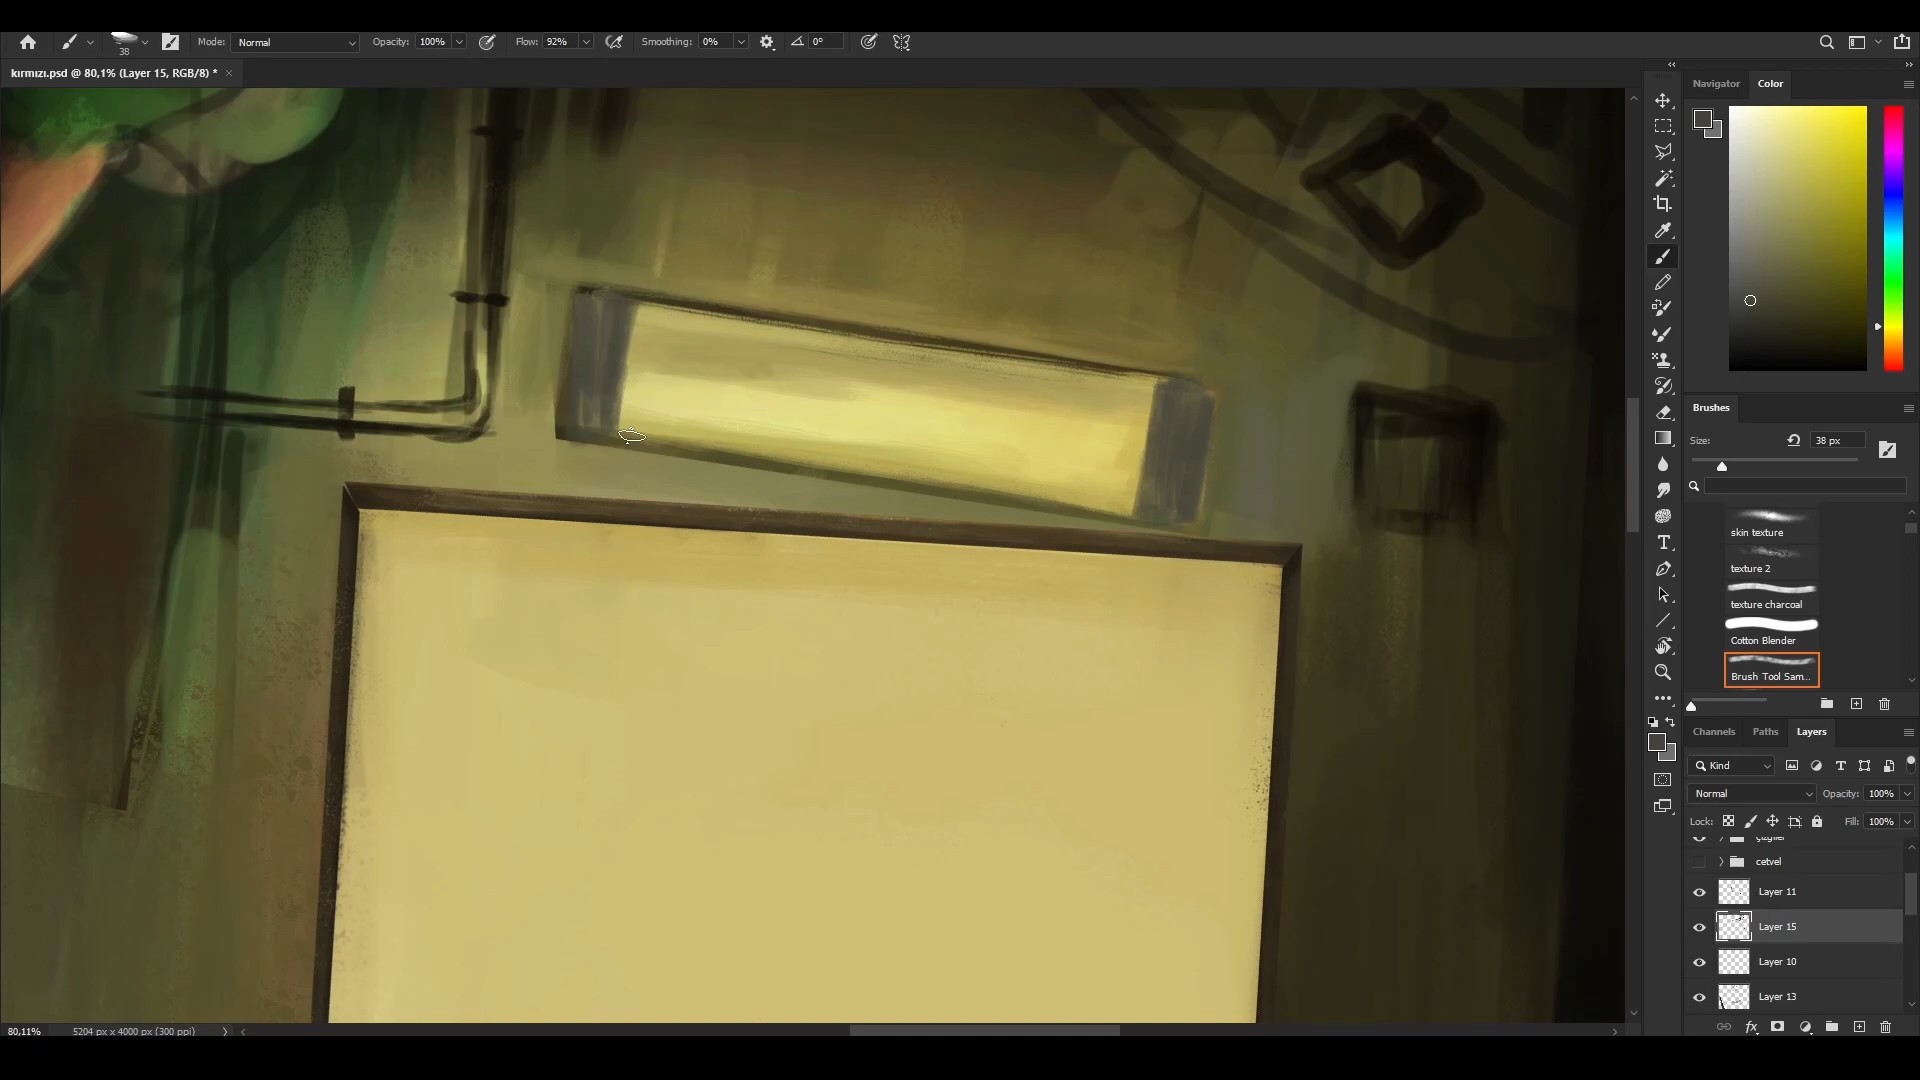 38
Mode: Normal
Opacity: 100%
Flow: 92%
Smoothing: 0%
0°
kırmızı.psd @ 80,1% (Layer 15, RGB/8) *
Navigator
Color
Brushes
Size:
38 px
skin texture
texture 2
texture charcoal
Cotton Blender
Brush Tool Sam...
Channels
Paths
Layers
Kind
Normal
Opacity: 100%
Lock:
Fill: 100%
çizgiler
cetvel
Layer 11
Layer 15
Layer 10
Layer 13
fx
80,11%
5204 px x 4000 px (300 ppi)